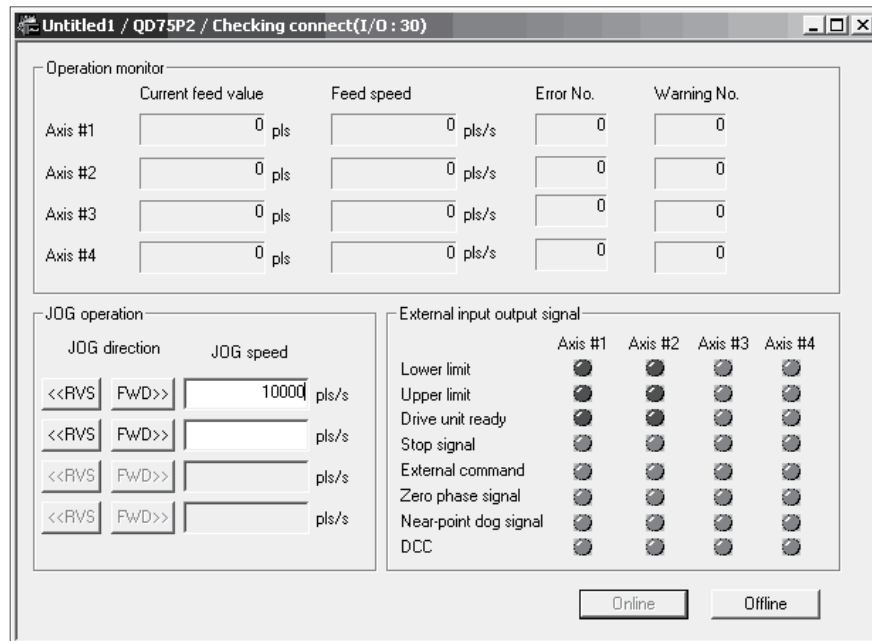 Untitled1 / QD75P2 / Checking connect(I/O : 30)
Operation monitor
Current feed value Feed speed Error No. Warning No.
Axis #1 0 pls 0 pls/s 0 0
Axis #2 0 pls 0 pls/s 0 0
Axis #3 0 pls 0 pls/s 0 0
Axis #4 0 pls 0 pls/s 0 0
JOG operation
JOG direction JOG speed
<<RVS FWD>> 10000 pls/s
<<RVS FWD>> pls/s
<<RVS FWD>> pls/s
<<RVS FWD>> pls/s
External input output signal
Axis #1 Axis #2 Axis #3 Axis #4
Lower limit
Upper limit
Drive unit ready
Stop signal
External command
Zero phase signal
Near-point dog signal
DCC
Online Offline